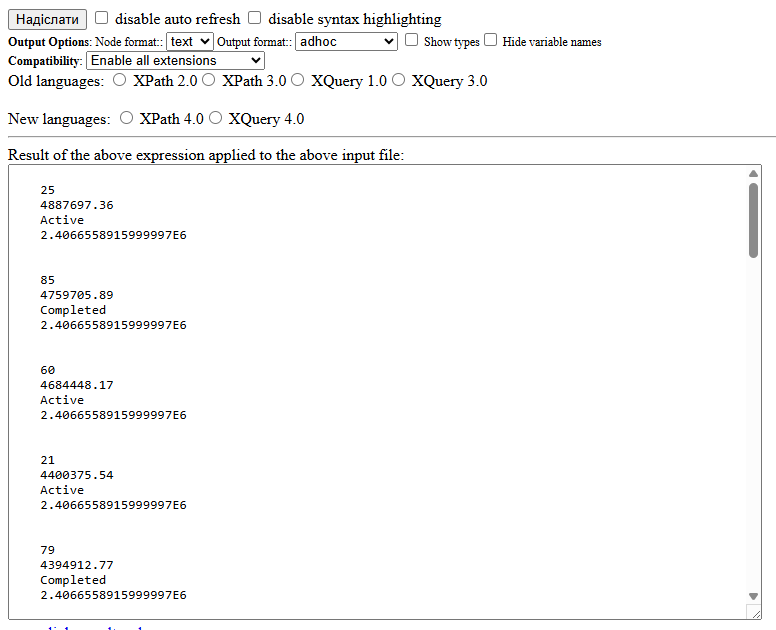 Надіслати disable auto refresh disable syntax highlighting
Output Options: Node format:: text Output format:: adhoc Show types Hide variable names
Compatibility: Enable all extensions
Old languages: XPath 2.0 XPath 3.0 XQuery 1.0 XQuery 3.0
New languages: XPath 4.0 XQuery 4.0
Result of the above expression applied to the above input file:
25
4887697.36
Active
2.4066558915999997E6
85
4759705.89
Completed
2.4066558915999997E6
60
4684448.17
Active
2.4066558915999997E6
21
4400375.54
Active
2.4066558915999997E6
79
4394912.77
Completed
2.4066558915999997E6